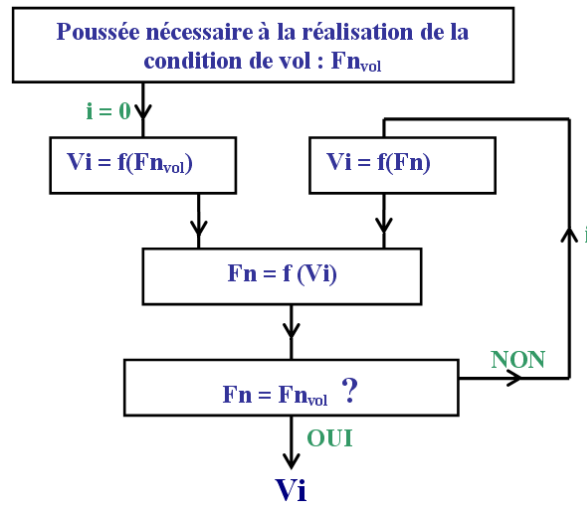 Poussée nécessaire à la réalisation de la
condition de vol : Fnvol
i = 0
Vi = f(Fnvol)
Vi = f(Fn)
Fn = f (Vi)
i
NON
Fn = Fnvol ?
OUI
Vi